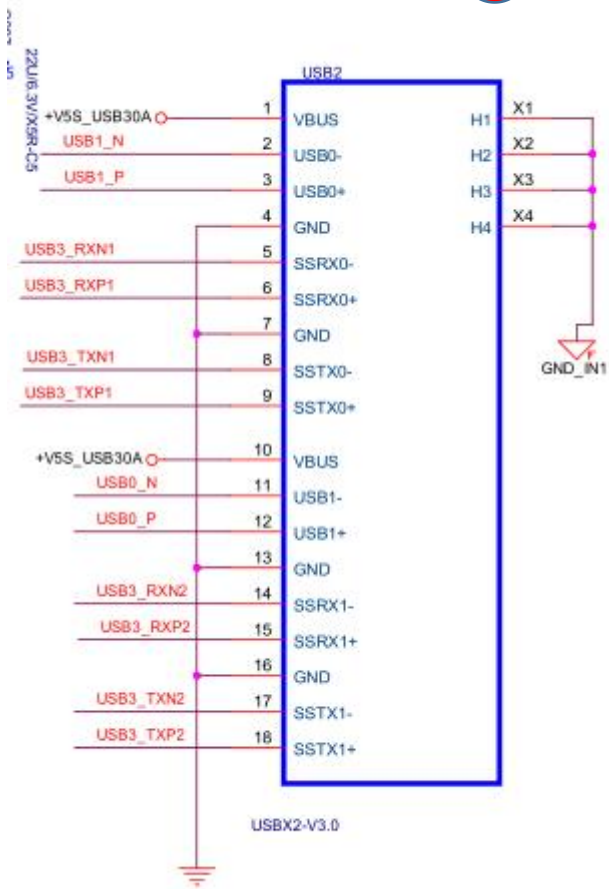 22U/6.3V/X5R-C5
USB2
+V5S_USB30A 1 VBUS H1 X1
USB1_N 2 USB0- H2 X2
USB1_P 3 USB0+ H3 X3
4 GND H4 X4
USB3_RXN1 5 SSRX0-
USB3_RXP1 6 SSRX0+
7 GND
USB3_TXN1 8 SSTX0-
USB3_TXP1 9 SSTX0+
GND_IN1
+V5S_USB30A 10 VBUS
USB0_N 11 USB1-
USB0_P 12 USB1+
13 GND
USB3_RXN2 14 SSRX1-
USB3_RXP2 15 SSRX1+
16 GND
USB3_TXN2 17 SSTX1-
USB3_TXP2 18 SSTX1+
USBX2-V3.0